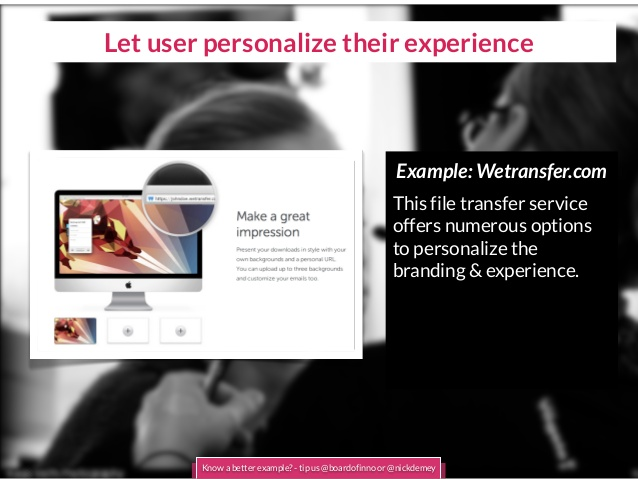 Let user personalize their experience
Example: Wetransfer.com
This file transfer service
offers numerous options
to personalize the
branding & experience.
Make a great
impression
Present your downloads in style with your
own backgrounds and a personal URL.
You can upload up to three backgrounds
and customize your emails too.
Know a better example? - tip us @boardofinno or @nickdemey